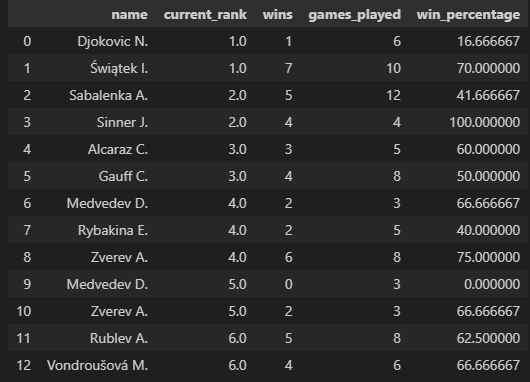 name current_rank wins games_played win_percentage
0 Djokovic N. 1.0 1 6 16.666667
1 Świątek I. 1.0 7 10 70.000000
2 Sabalenka A. 2.0 5 12 41.666667
3 Sinner J. 2.0 4 4 100.000000
4 Alcaraz C. 3.0 3 5 60.000000
5 Gauff C. 3.0 4 8 50.000000
6 Medvedev D. 4.0 2 3 66.666667
7 Rybakina E. 4.0 2 5 40.000000
8 Zverev A. 4.0 6 8 75.000000
9 Medvedev D. 5.0 0 3 0.000000
10 Zverev A. 5.0 2 3 66.666667
11 Rublev A. 6.0 5 8 62.500000
12 Vondroušová M. 6.0 4 6 66.666667